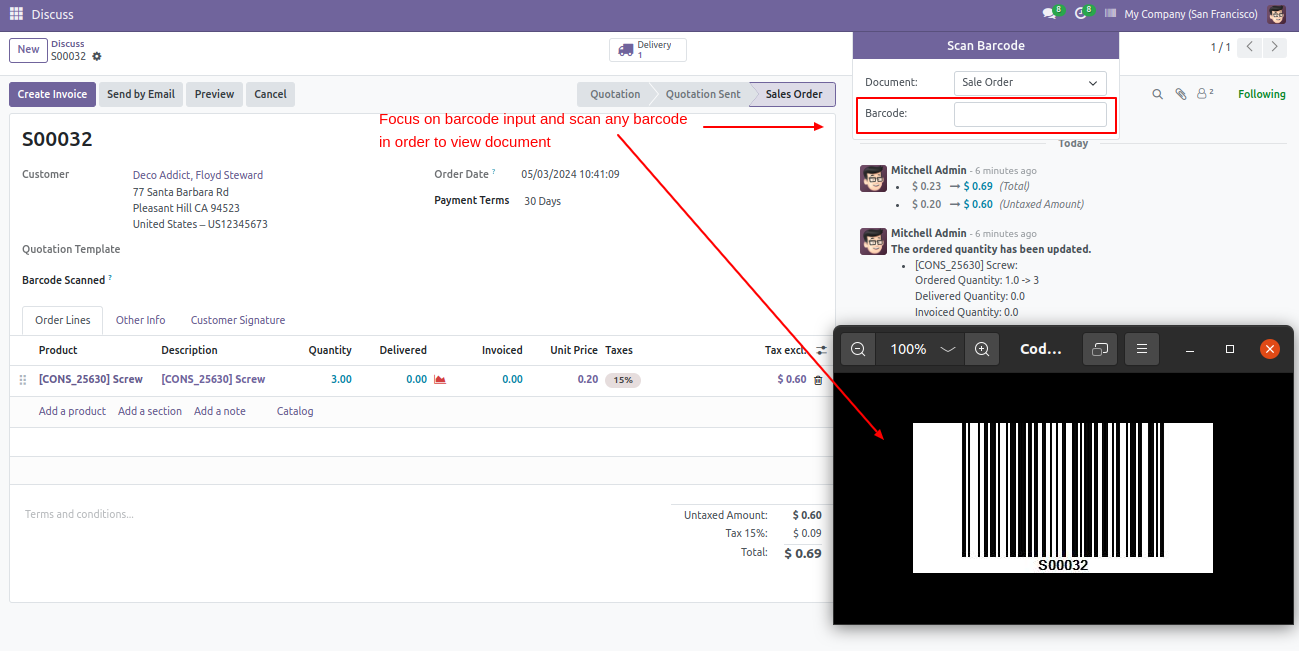 Discuss
8
8
My Company (San Francisco)
New
Discuss
S00032
Delivery
1
Scan Barcode
1 / 1
Document:
Sale Order
Barcode:
Create Invoice
Send by Email
Preview
Cancel
Quotation
Quotation Sent
Sales Order
2
Following
Focus on barcode input and scan any barcode
in order to view document
S00032
Customer
Deco Addict, Floyd Steward
77 Santa Barbara Rd
Pleasant Hill CA 94523
United States – US12345673
Order Date ?
05/03/2024 10:41:09
Payment Terms
30 Days
Quotation Template
Barcode Scanned ?
Today
Mitchell Admin - 6 minutes ago
$ 0.23 → $ 0.69 (Total)
$ 0.20 → $ 0.60 (Untaxed Amount)
Mitchell Admin - 6 minutes ago
The ordered quantity has been updated.
[CONS_25630] Screw:
Ordered Quantity: 1.0 -> 3
Delivered Quantity: 0.0
Invoiced Quantity: 0.0
Order Lines
Other Info
Customer Signature
Product Description Quantity Delivered Invoiced Unit Price Taxes Tax excl.
[CONS_25630] Screw [CONS_25630] Screw 3.00 0.00 0.00 0.20 15% $ 0.60
Add a product Add a section Add a note Catalog
Terms and conditions...
Untaxed Amount: $ 0.60
Tax 15%: $ 0.09
Total: $ 0.69
100%
Cod...
S00032